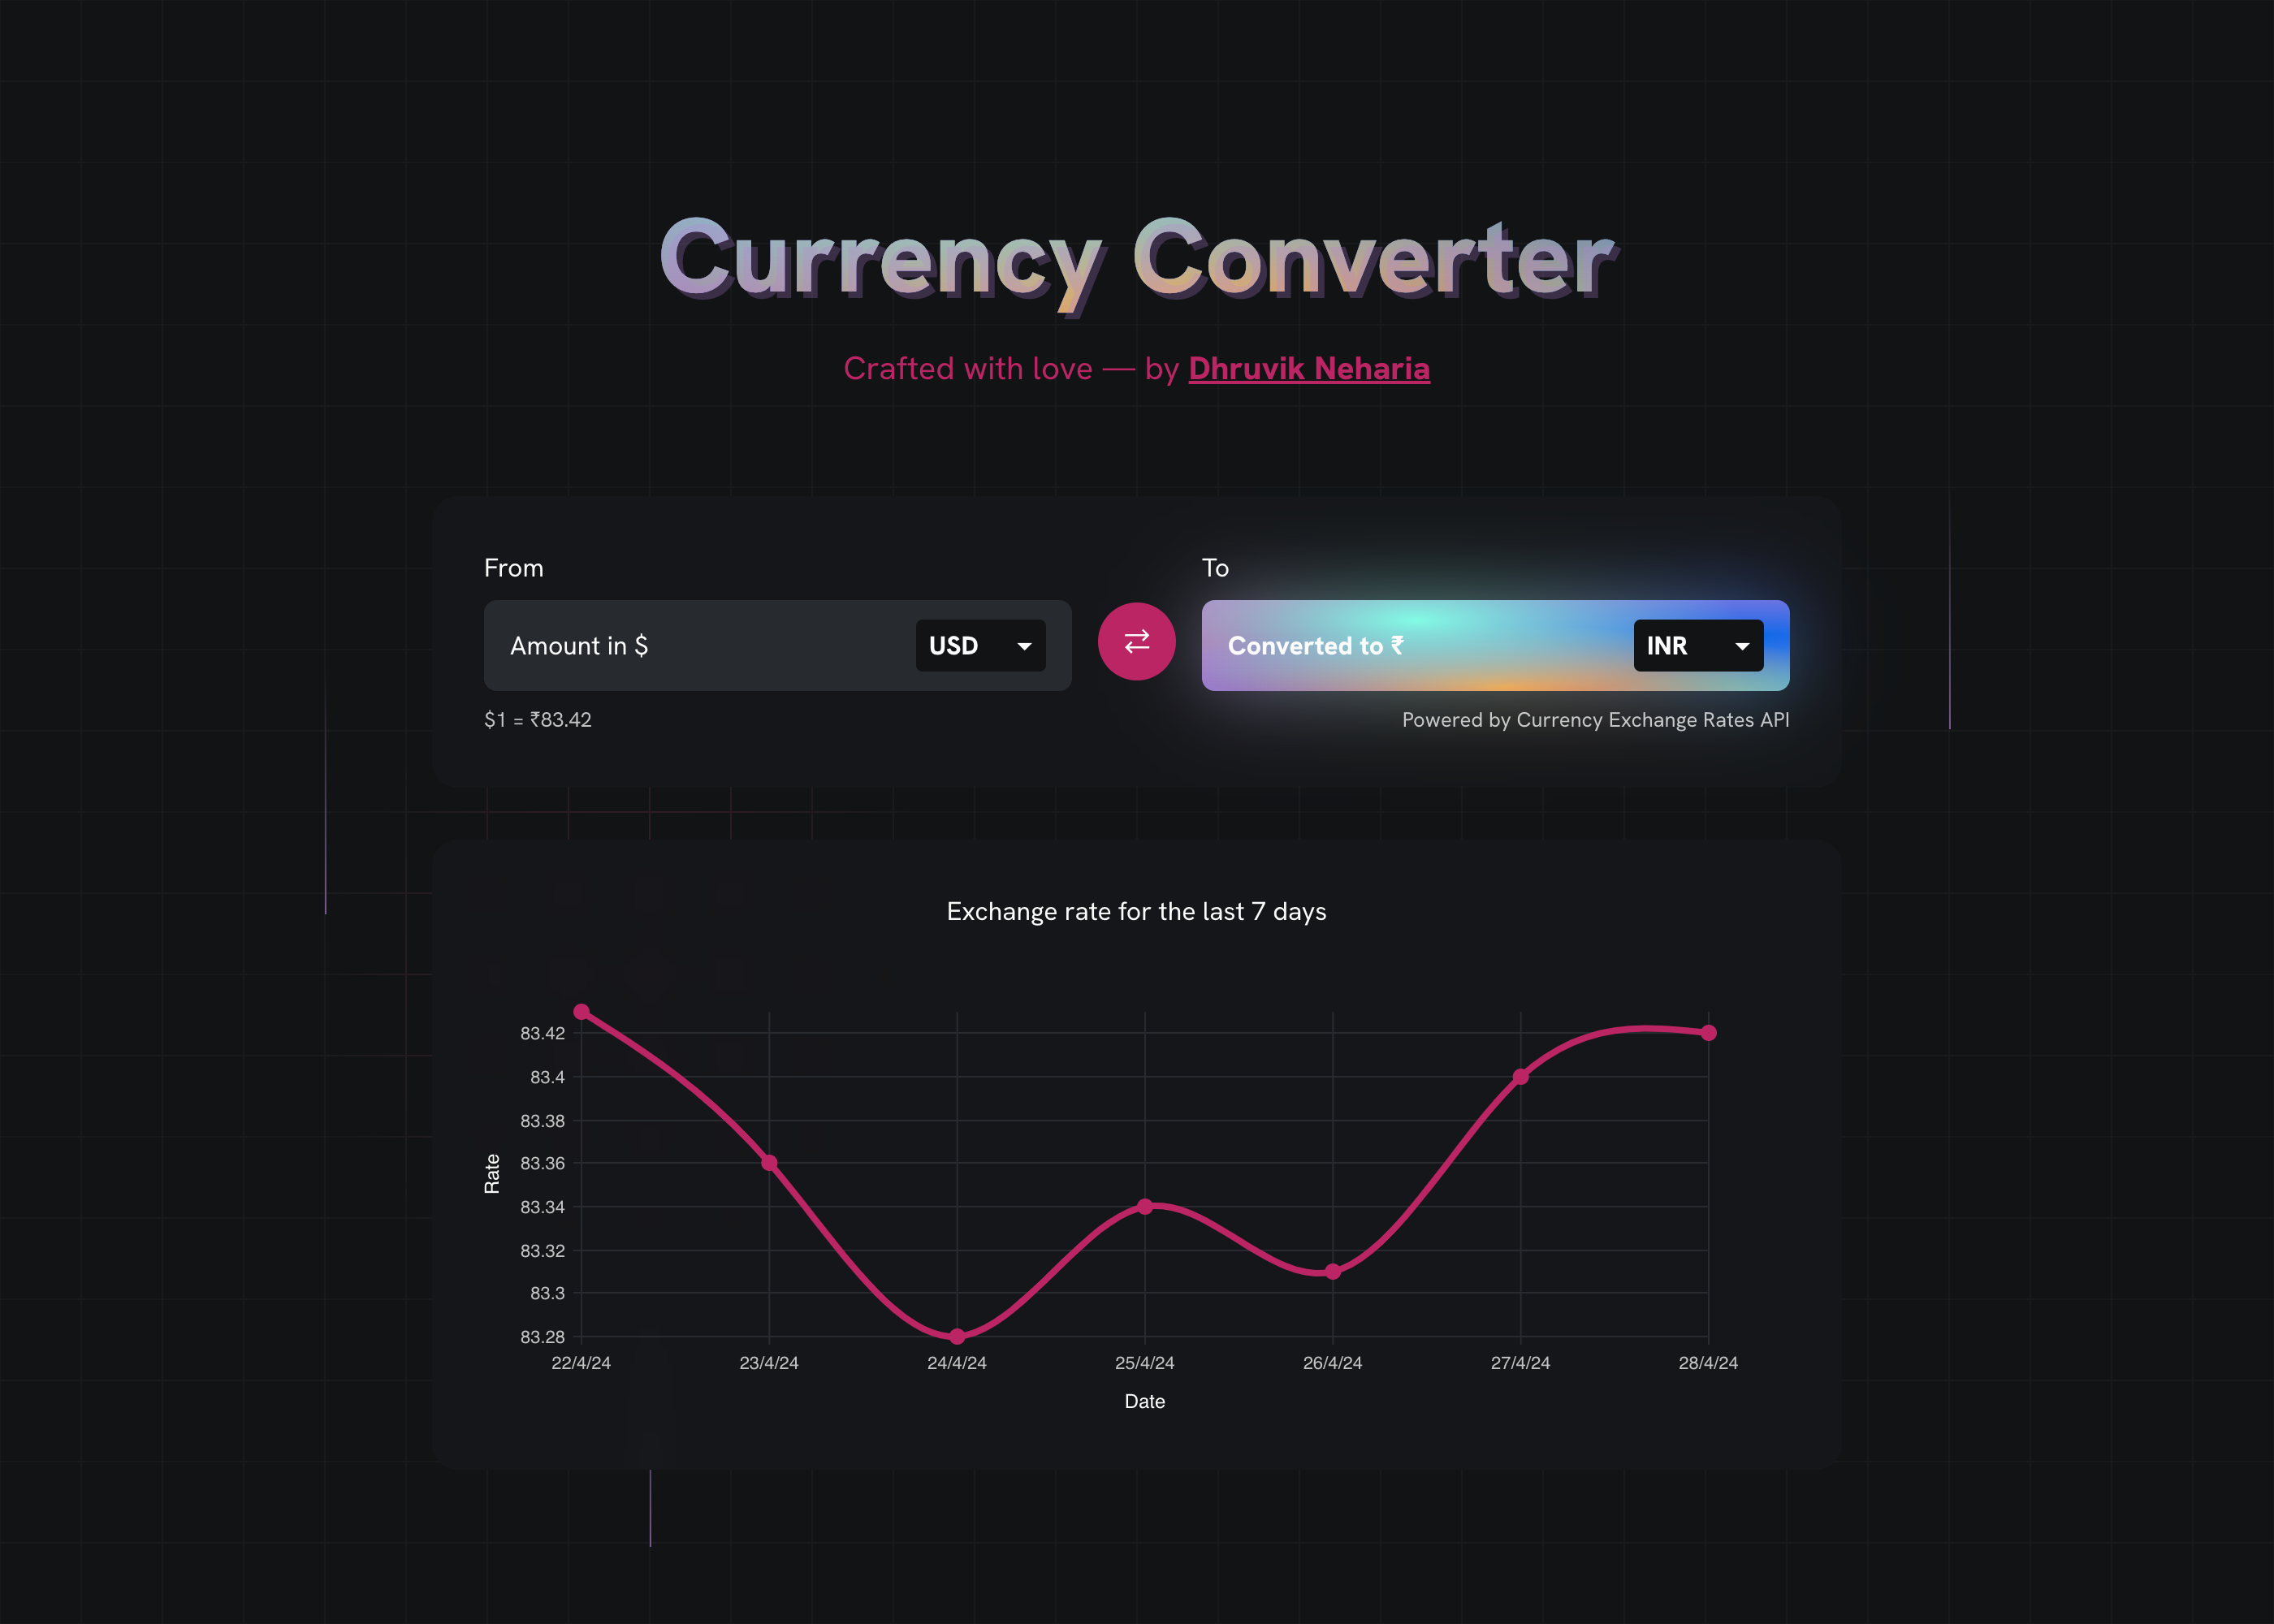 Currency Converter
Crafted with love — by Dhruvik Neharia
From
Amount in $
USD
$1 = ₹83.42
To
Converted to ₹
INR
Powered by Currency Exchange Rates API
Exchange rate for the last 7 days
Rate
83.42
83.4
83.38
83.36
83.34
83.32
83.3
83.28
22/4/24 23/4/24 24/4/24 25/4/24 26/4/24 27/4/24 28/4/24
Date